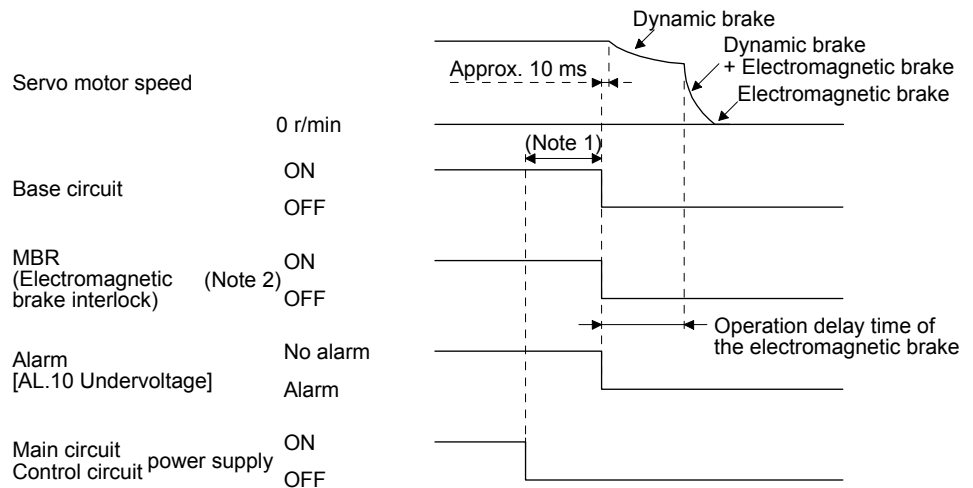 Dynamic brake
Dynamic brake
+ Electromagnetic brake
Electromagnetic brake
Approx. 10 ms
Servo motor speed
0 r/min
(Note 1)
ON
Base circuit
OFF
MBR
(Electromagnetic
brake interlock)
(Note 2)
ON
OFF
Operation delay time of
the electromagnetic brake
No alarm
Alarm
[AL.10 Undervoltage]
Alarm
Main circuit
Control circuit
power supply
ON
OFF